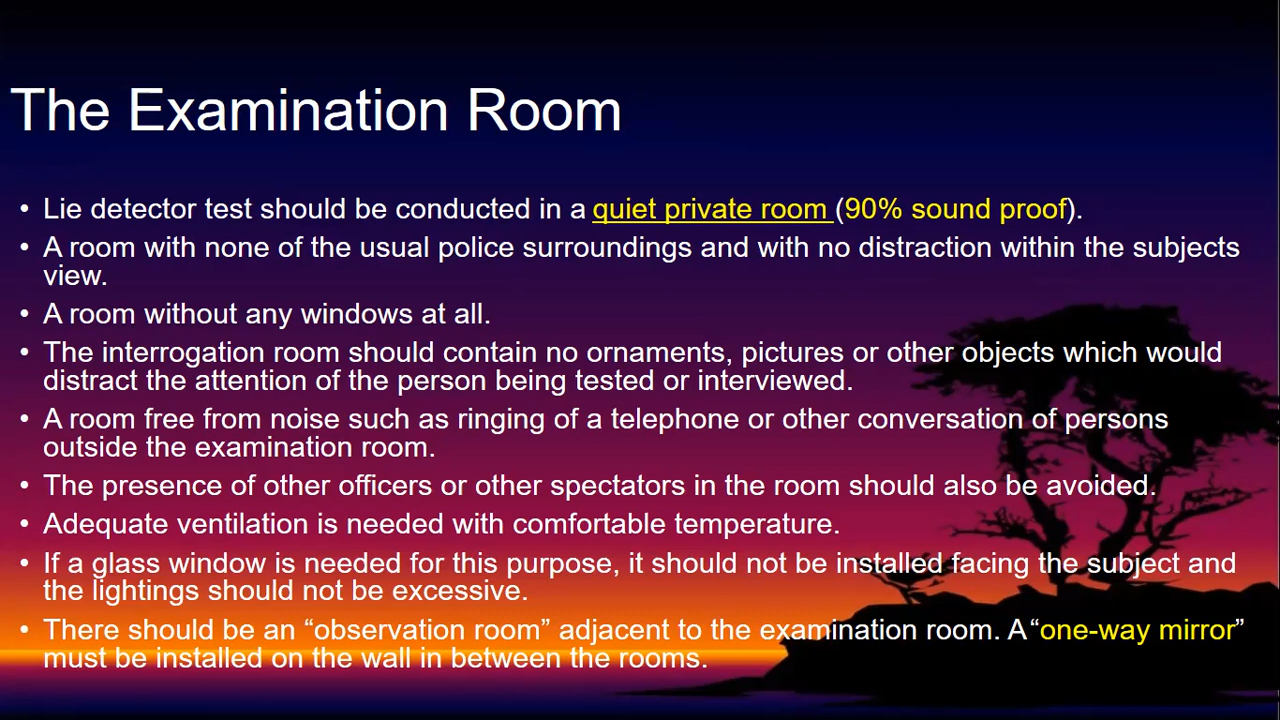 The Examination Room
• Lie detector test should be conducted in a quiet private room (90% sound proof).
• A room with none of the usual police surroundings and with no distraction within the subjects
view.
• A room without any windows at all.
• The interrogation room should contain no ornaments, pictures or other objects which would
distract the attention of the person being tested or interviewed.
• A room free from noise such as ringing of a telephone or other conversation of persons
outside the examination room.
• The presence of other officers or other spectators in the room should also be avoided.
• Adequate ventilation is needed with comfortable temperature.
• If a glass window is needed for this purpose, it should not be installed facing the subject and
the lightings should not be excessive.
• There should be an “observation room” adjacent to the examination room. A “one-way mirror”
must be installed on the wall in between the rooms.